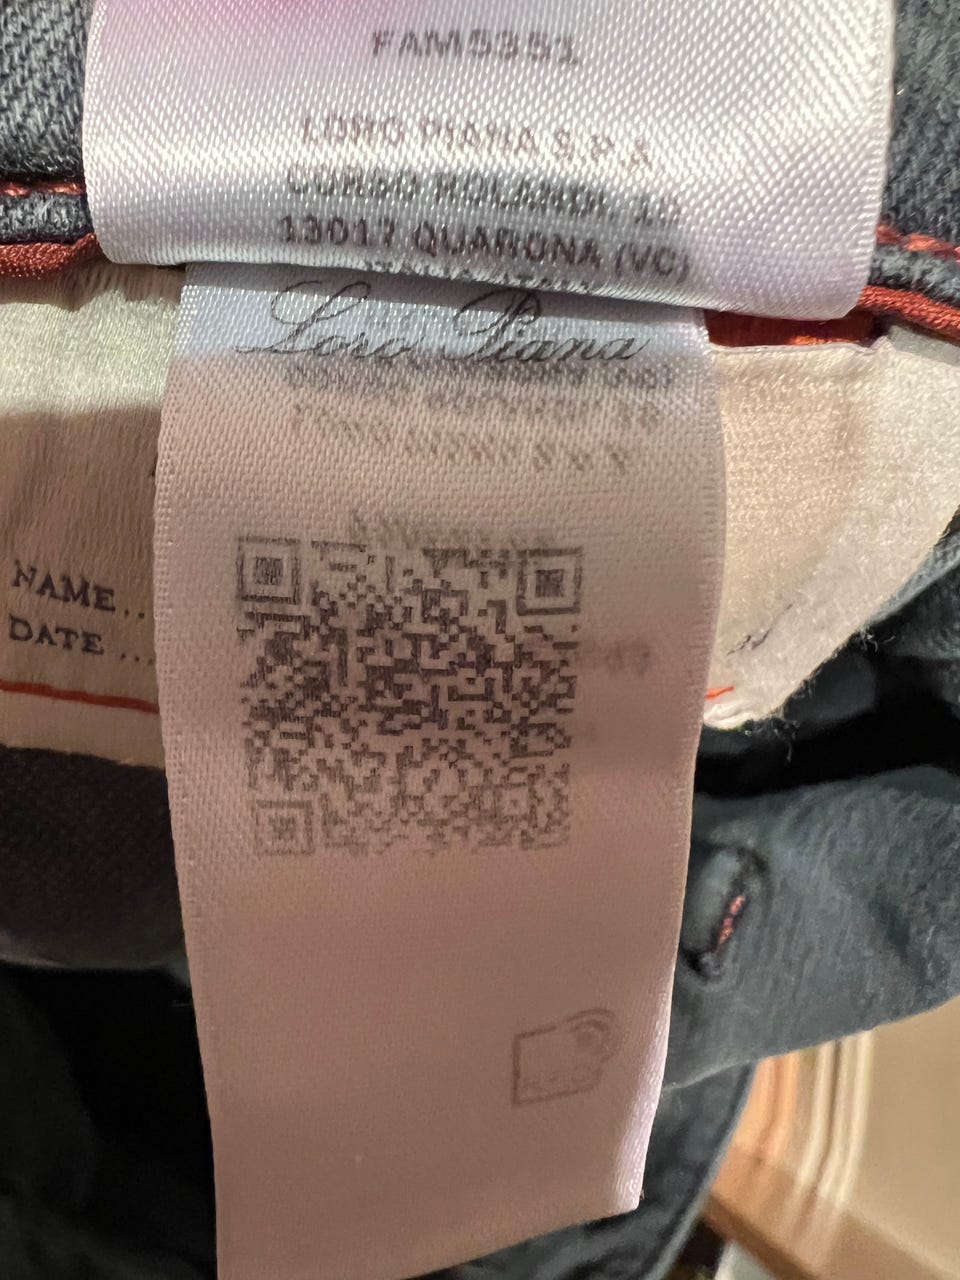 FAM5351
LORO PIANA S.P.A
CORSO ROLANDI, 10
13017 QUARONA (VC)
Loro Piana
NAME...
DATE ...